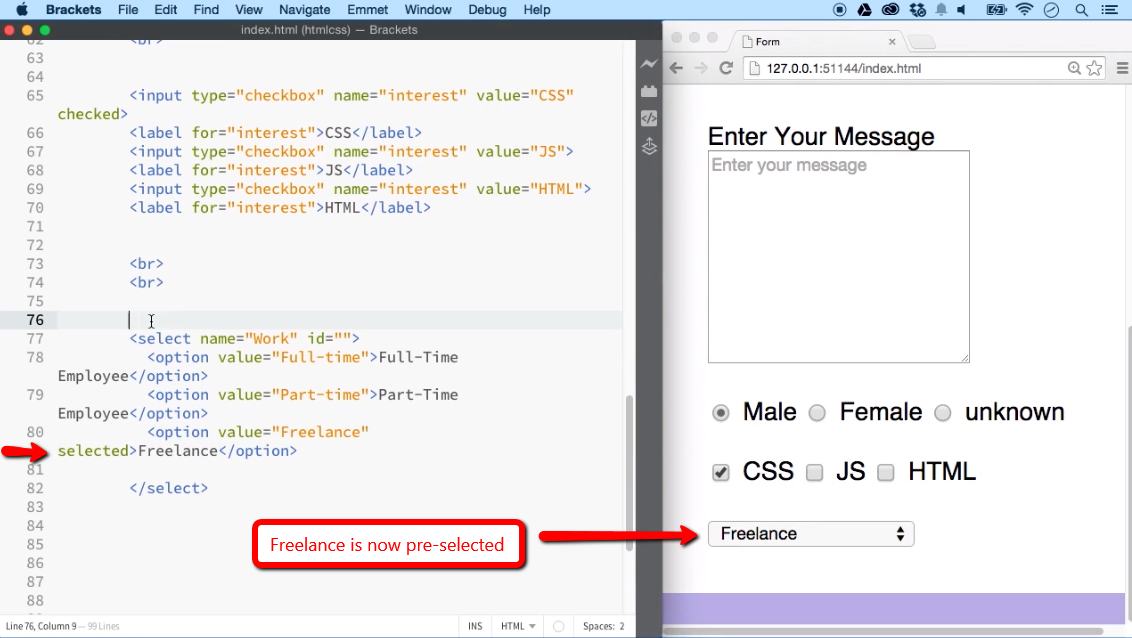 Brackets File Edit Find View Navigate Emmet Window Debug Help
index.html (htmlcss) — Brackets
62 <br>
63
64
65 <input type="checkbox" name="interest" value="CSS"
checked>
66 <label for="interest">CSS</label>
67 <input type="checkbox" name="interest" value="JS">
68 <label for="interest">JS</label>
69 <input type="checkbox" name="interest" value="HTML">
70 <label for="interest">HTML</label>
71
72
73 <br>
74 <br>
75
76
77 <select name="Work" id="">
78 <option value="Full-time">Full-Time
Employee</option>
79 <option value="Part-time">Part-Time
Employee</option>
80 <option value="Freelance"
selected>Freelance</option>
81
82 </select>
83
84
85
86
87
88
Freelance is now pre-selected
Line 76, Column 9 — 99 Lines
INS HTML Spaces: 2
Form
127.0.0.1:51144/index.html
Enter Your Message
Enter your message
Male Female unknown
CSS JS HTML
Freelance